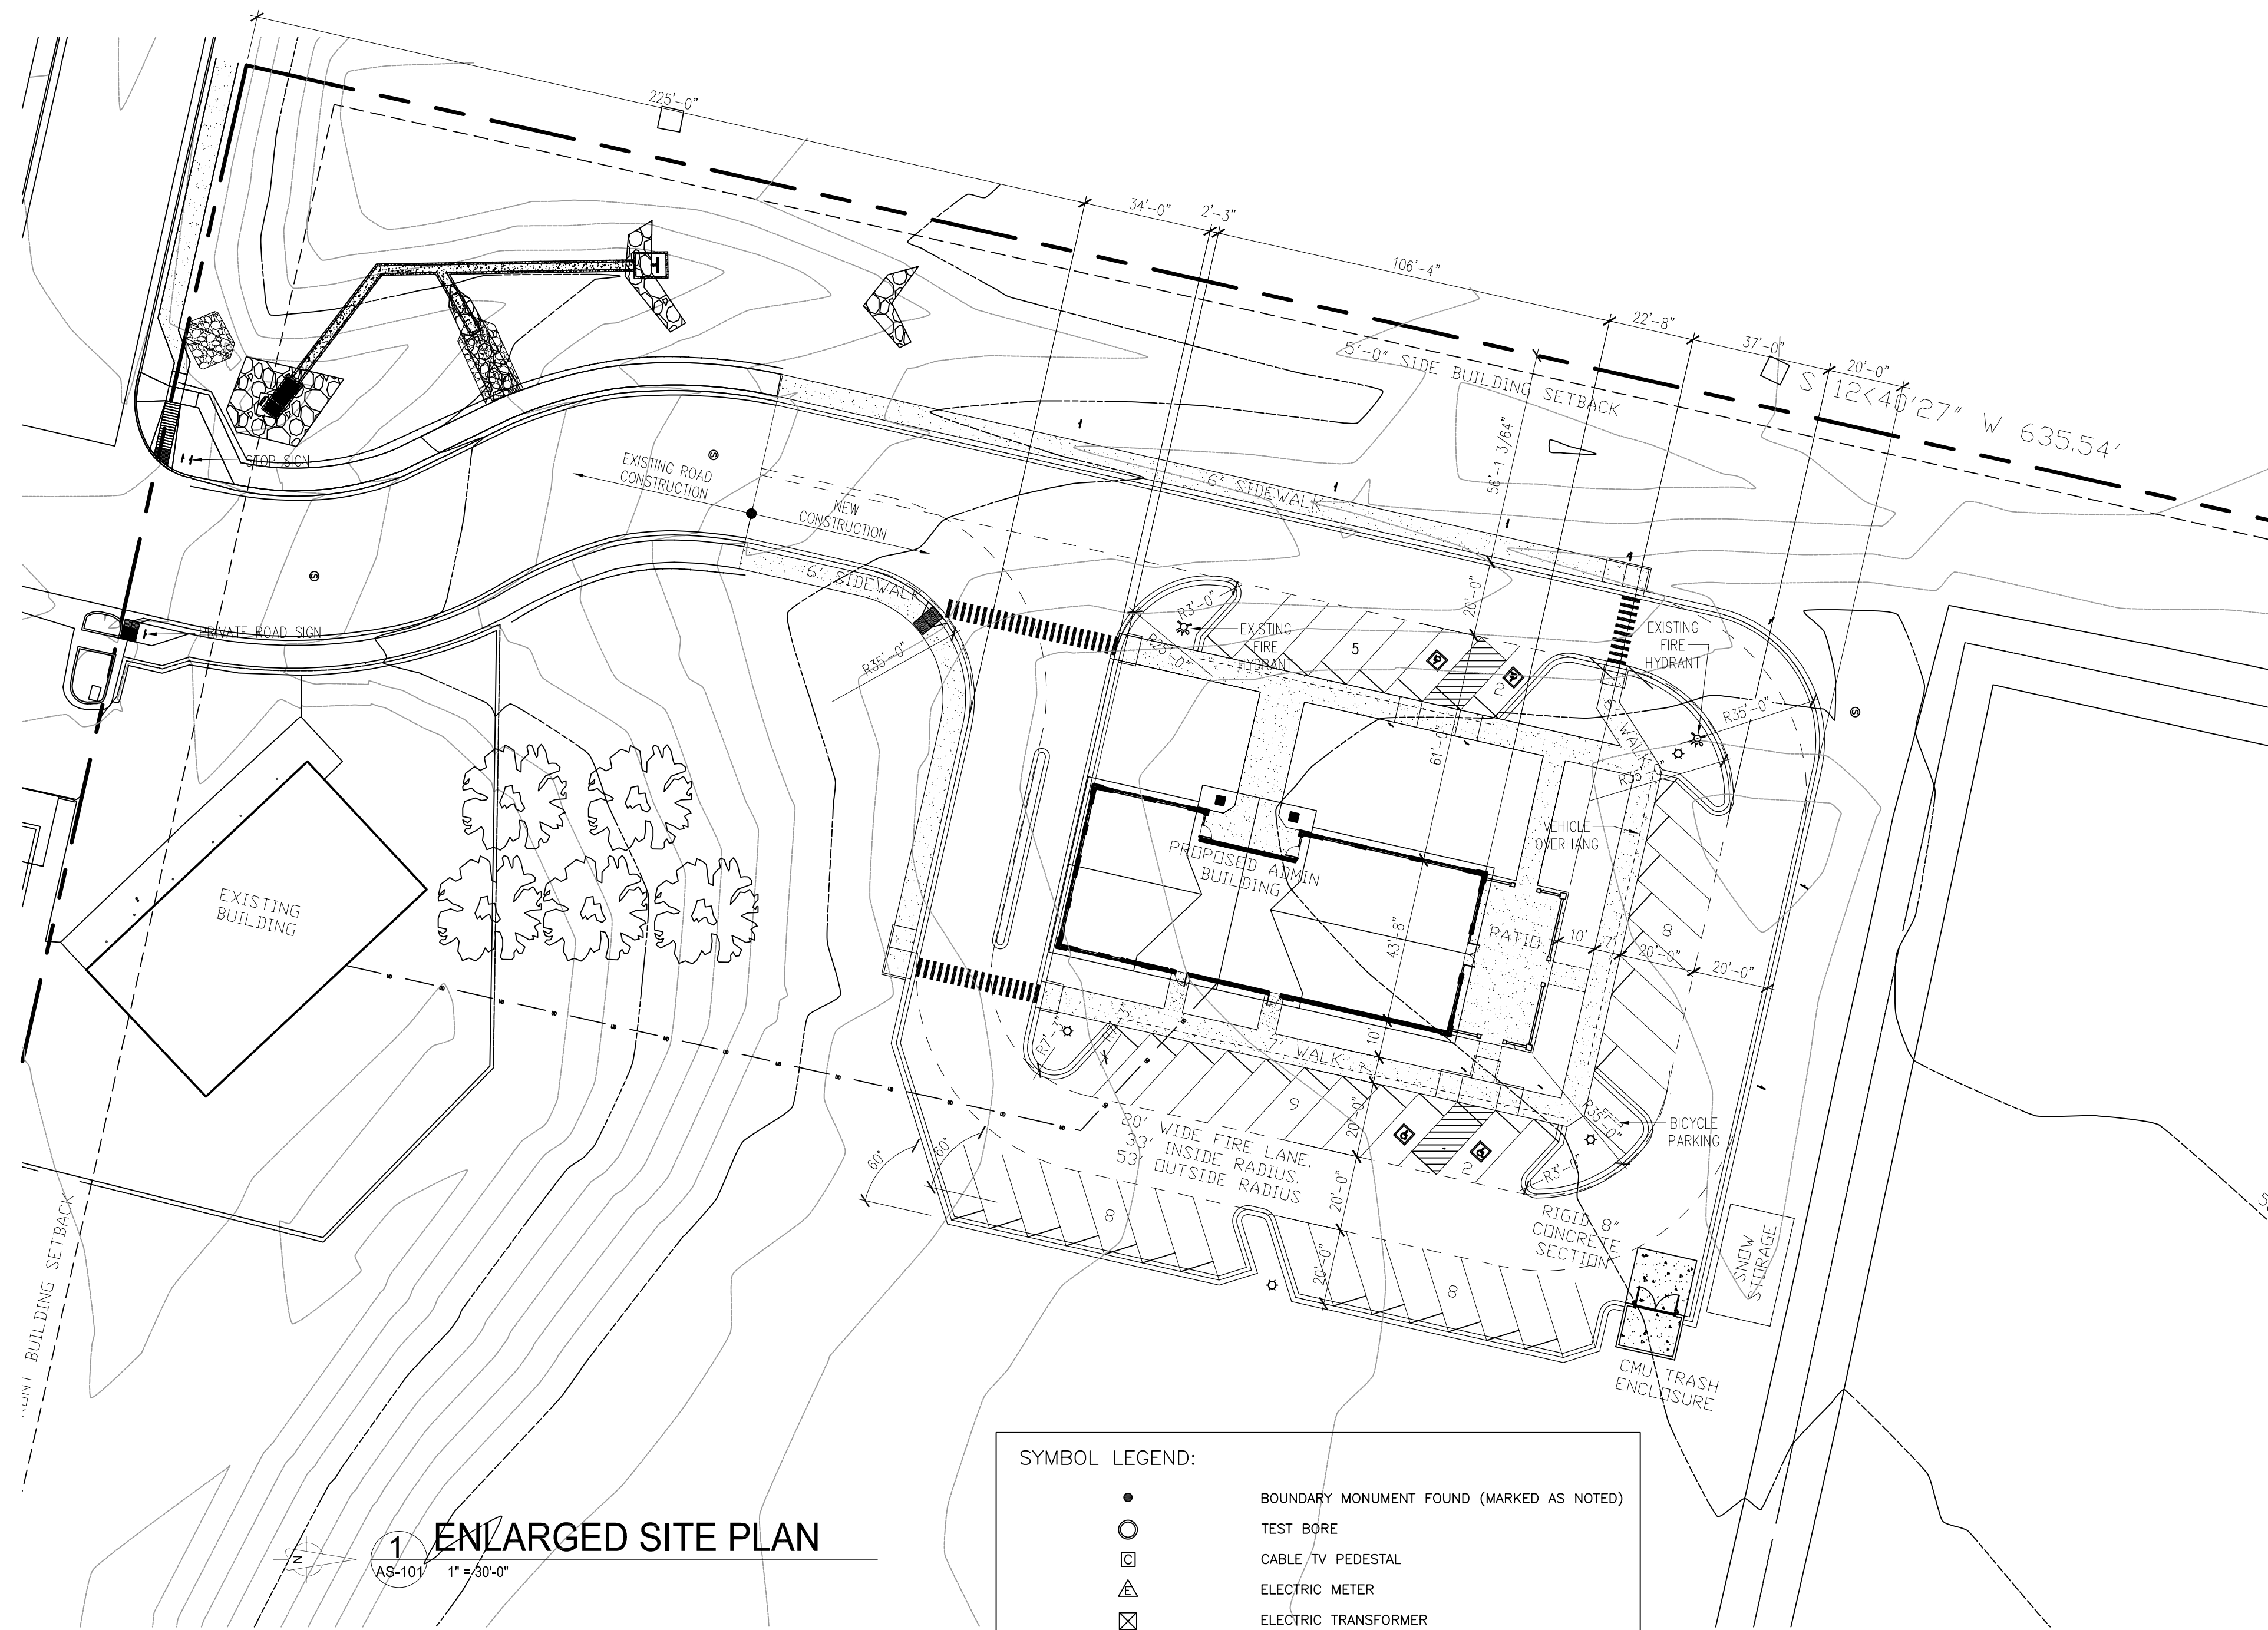 225'-0"
34'-0"
2'-3"
106'-4"
22'-8"
37'-0"
20'-0"
5'-0" SIDE BUILDING SETBACK
S 12<40'27" W 635.54'
56'-1 3/64"
STOP SIGN
EXISTING ROAD
CONSTRUCTION
NEW
CONSTRUCTION
6' SIDEWALK
6' SIDEWALK
PRIVATE ROAD SIGN
R35'-0"
R3'-0"
R25'-0"
EXISTING
FIRE
HYDRANT
5
20'-0"
2
EXISTING
FIRE
HYDRANT
R35'-0"
6' WALK
R35'-0"
61'-0"
VEHICLE
OVERHANG
PROPOSED ADMIN
BUILDING
EXISTING
BUILDING
8
PATIO
43'-8"
10'
7'
20'-0"
20'-0"
R7'-3"
10'
7' WALK
7'
9
20'-0"
2
R35'-0"
BICYCLE
PARKING
R3'-0"
20' WIDE FIRE LANE.
33' INSIDE RADIUS.
53' OUTSIDE RADIUS
60°
60°
8
20'-0"
20'-0"
8
RIGID 8"
CONCRETE
SECTION
SNOW
STORAGE
CMU TRASH
ENCLOSURE
BUILDING SETBACK
SYMBOL LEGEND:
BOUNDARY MONUMENT FOUND (MARKED AS NOTED)
TEST BORE
C CABLE TV PEDESTAL
E ELECTRIC METER
ELECTRIC TRANSFORMER
N
1
AS-101
ENLARGED SITE PLAN
1" = 30'-0"